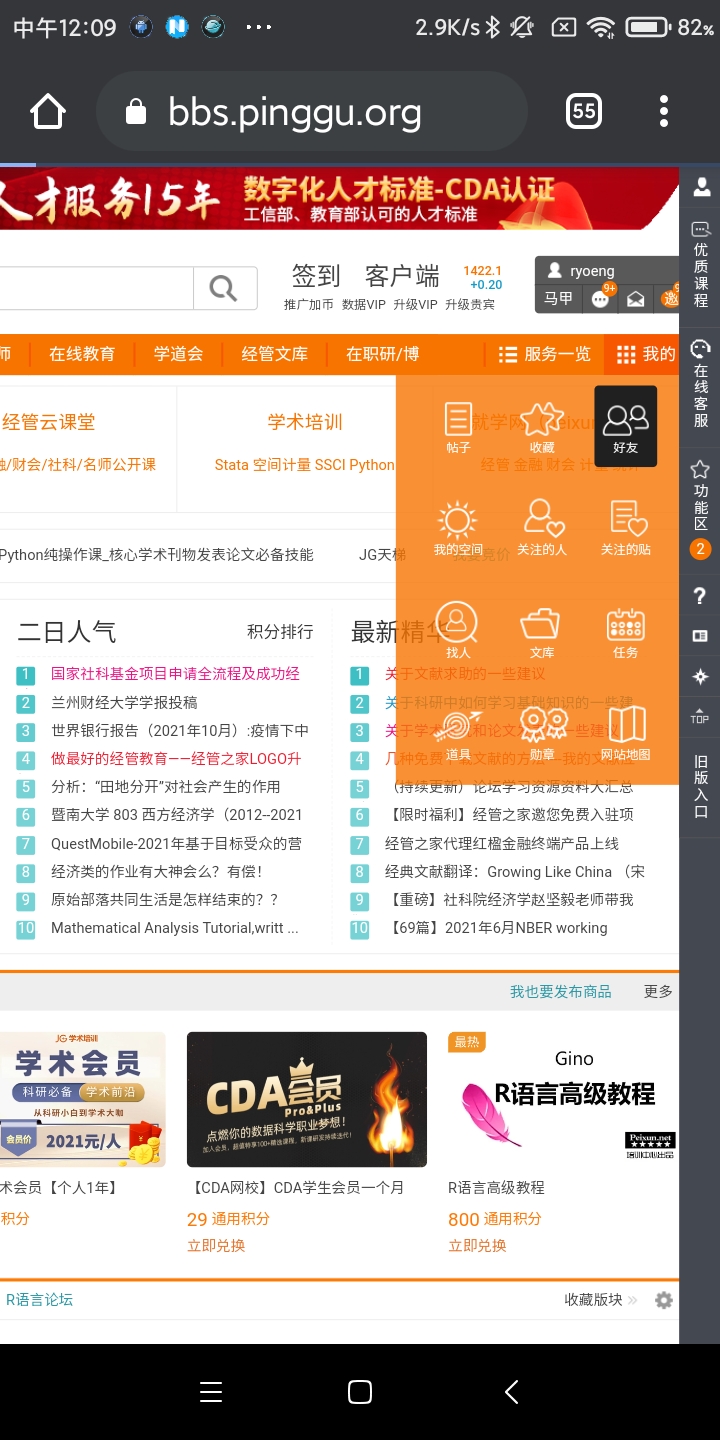 中午12:09
2.9K/s
82%
bbs.pinggu.org
55
人才服务15年
数字化人才标准-CDA认证
工信部、教育部认可的人才标准
签到 客户端
1422.1
+0.20
推广加币 数据VIP 升级VIP 升级贵宾
ryoeng
马甲
9+
邀
师 在线教育 学道会 经管文库 在职研/博 服务一览 我的
经管云课堂
融/财会/社科/名师公开课
学术培训
Stata 空间计量 SSCI Python
帖子 收藏 好友
我的空间 关注的人 关注的贴
找人 文库 任务
道具 勋章 网站地图
Python纯操作课_核心学术刊物发表论文必备技能
JG天梯
二日人气 积分排行
1 国家社科基金项目申请全流程及成功经
2 兰州财经大学学报投稿
3 世界银行报告（2021年10月）:疫情下中
4 做最好的经管教育——经管之家LOGO升
5 分析：“田地分开”对社会产生的作用
6 暨南大学 803 西方经济学（2012--2021
7 QuestMobile-2021年基于目标受众的营
8 经济类的作业有大神会么？有偿！
9 原始部落共同生活是怎样结束的？？
10 Mathematical Analysis Tutorial,writt ...
最新精华
1 关于文献求助的一些建议
2 关于科研中如何学习基础知识的一些建
3 关于学术研究和论文
4 几种免费下载文献的方法
5 （持续更新）论坛学习资源资料大汇总
6 【限时福利】经管之家邀您免费入驻项
7 经管之家代理红楹金融终端产品上线
8 经典文献翻译：Growing Like China （宋
9 【重磅】社科院经济学赵坚毅老师带我
10 【69篇】2021年6月NBER working
我也要发布商品 更多
JG 学术培训
学术会员
科研必备 学术前沿
从科研小白到学术大咖
会员价 2021元/人
术会员【个人1年】
积分
CDA会员
Pro&Plus
点燃你的数据科学职业梦想！
【CDA网校】CDA学生会员一个月
29 通用积分
立即兑换
最热
Gino
R语言高级教程
Peixun.net
R语言高级教程
800 通用积分
立即兑换
R语言论坛
收藏版块 »
优质课程
在线客服
功能区
2
?
TOP
旧版入口